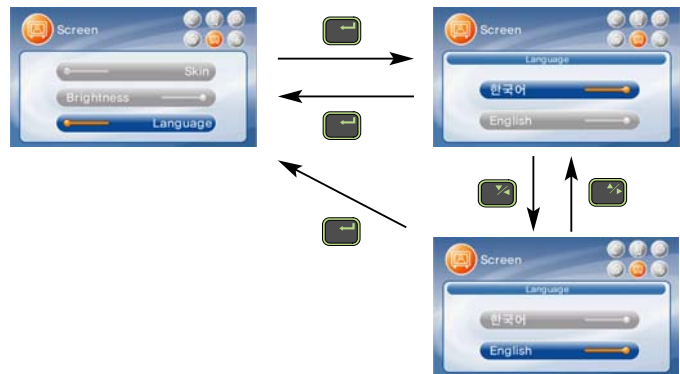 Screen
Skin
Brightness
Language
Screen
Language
한국어
English
Screen
Language
한국어
English